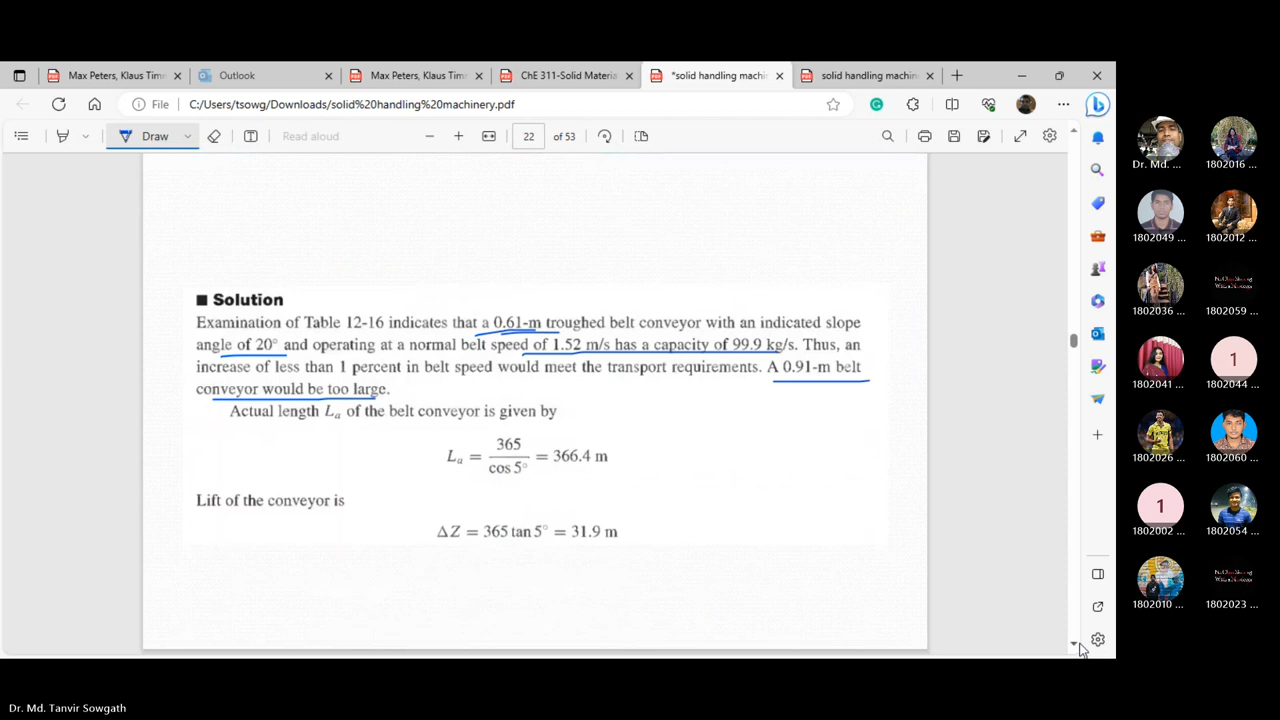 Max Peters, Klaus Timm
Outlook
Max Peters, Klaus Timr
ChE 311-Solid Materia
*solid handling machin
solid handling machine
File
C:/Users/tsowg/Downloads/solid%20handling%20machinery.pdf
Draw
Read aloud
22
of 53
■ Solution
Examination of Table 12-16 indicates that a 0.61-m troughed belt conveyor with an indicated slope
angle of 20° and operating at a normal belt speed of 1.52 m/s has a capacity of 99.9 kg/s. Thus, an
increase of less than 1 percent in belt speed would meet the transport requirements. A 0.91-m belt
conveyor would be too large.
Actual length Lₐ of the belt conveyor is given by
Lₐ = 365 / cos 5° = 366.4 m
Lift of the conveyor is
ΔZ = 365 tan 5° = 31.9 m
Dr. Md. ...
1802016 ...
1802049 ...
1802012 ...
1802036 ...
1802059 ...
1802041 ...
1
1802044 ...
1802026 ...
1802060 ...
1
1802002 ...
1802054 ...
1802010 ...
1802023 ...
Dr. Md. Tanvir Sowgath